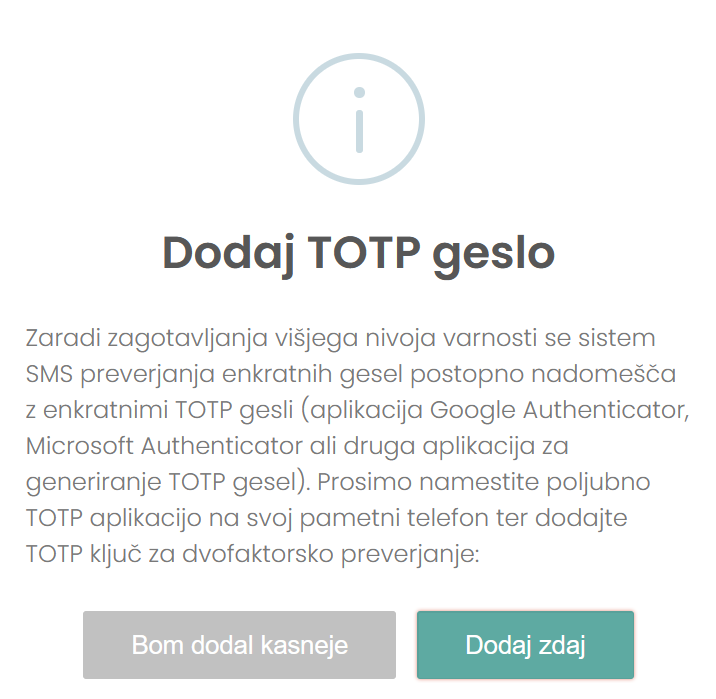 Dodaj TOTP geslo
Zaradi zagotavljanja višjega nivoja varnosti se sistem
SMS preverjanja enkratnih gesel postopno nadomešča
z enkratnimi TOTP gesli (aplikacija Google Authenticator,
Microsoft Authenticator ali druga aplikacija za
generiranje TOTP gesel). Prosimo namestite poljubno
TOTP aplikacijo na svoj pametni telefon ter dodajte
TOTP ključ za dvofaktorsko preverjanje:
Bom dodal kasneje
Dodaj zdaj